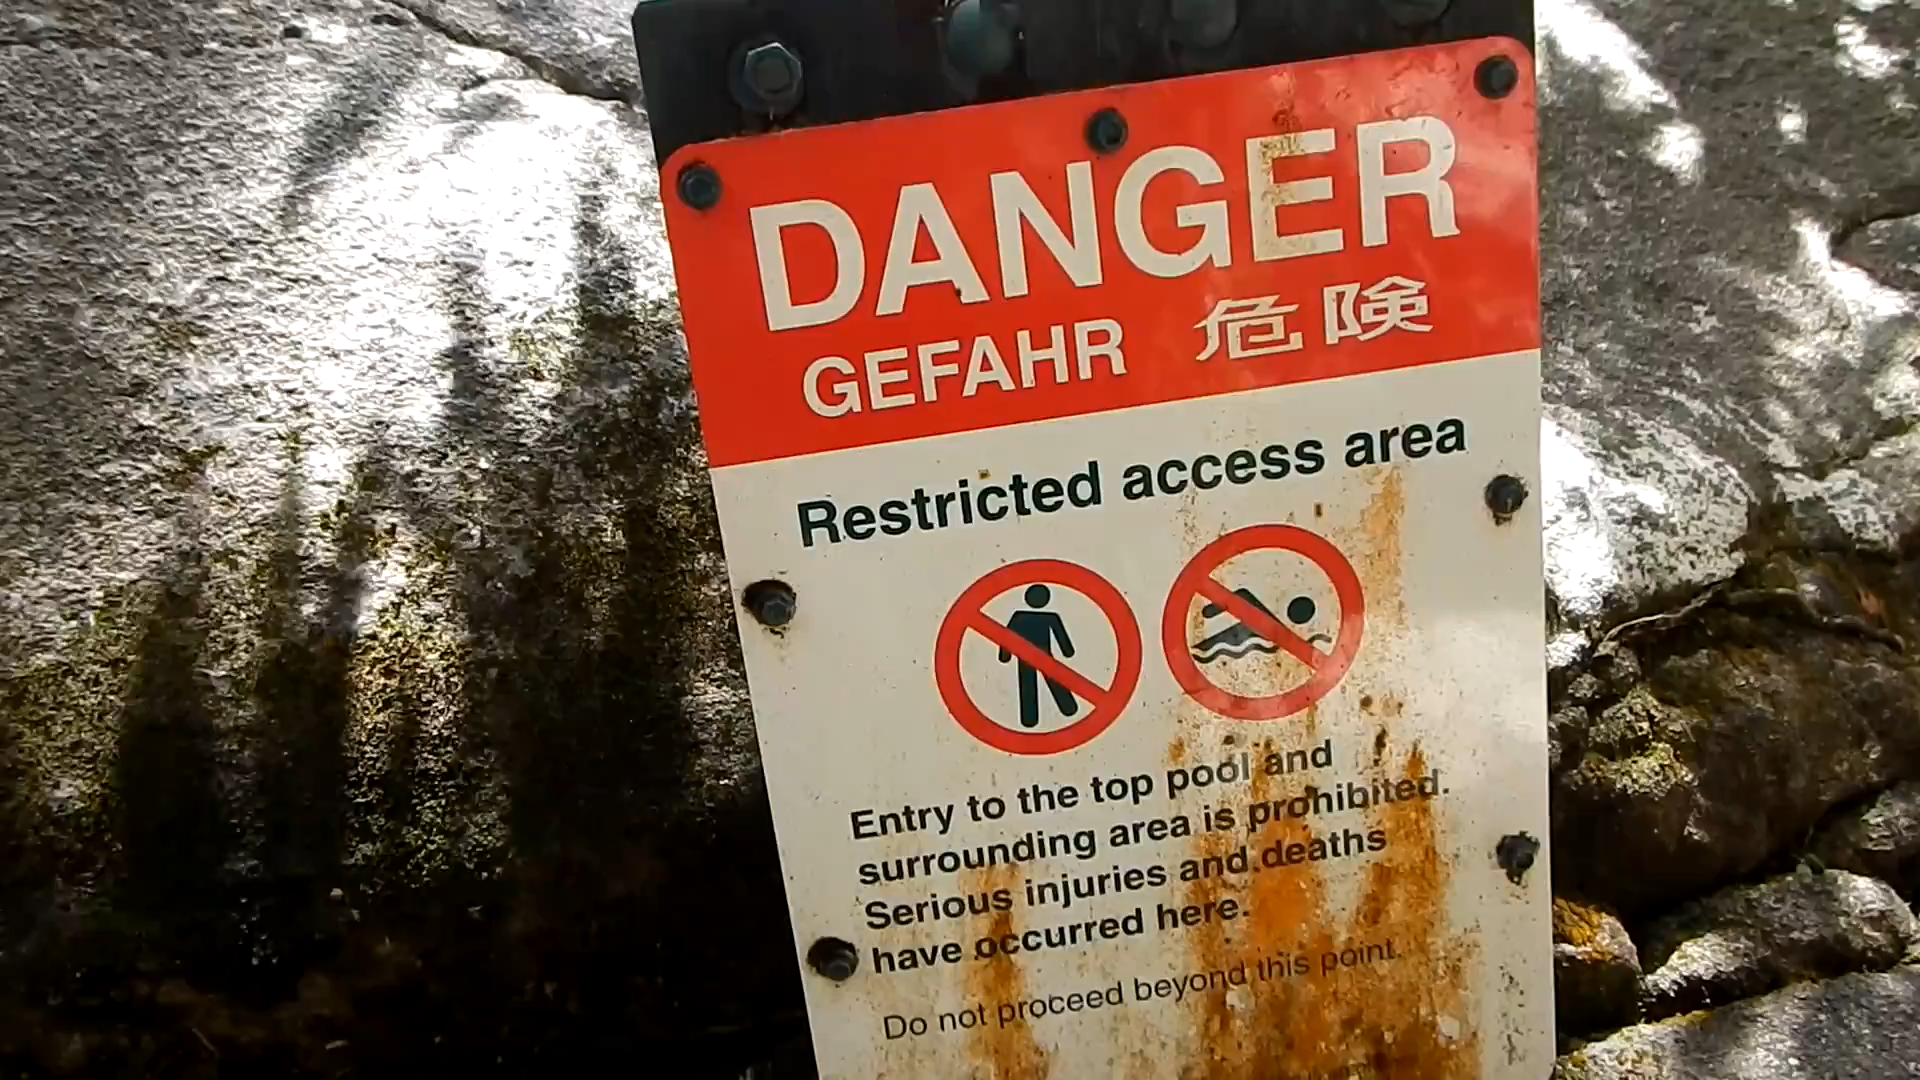 DANGER
GEFAHR 危険
Restricted access area
Entry to the top pool and
surrounding area is prohibited.
Serious injuries and deaths
have occurred here.
Do not proceed beyond this point.